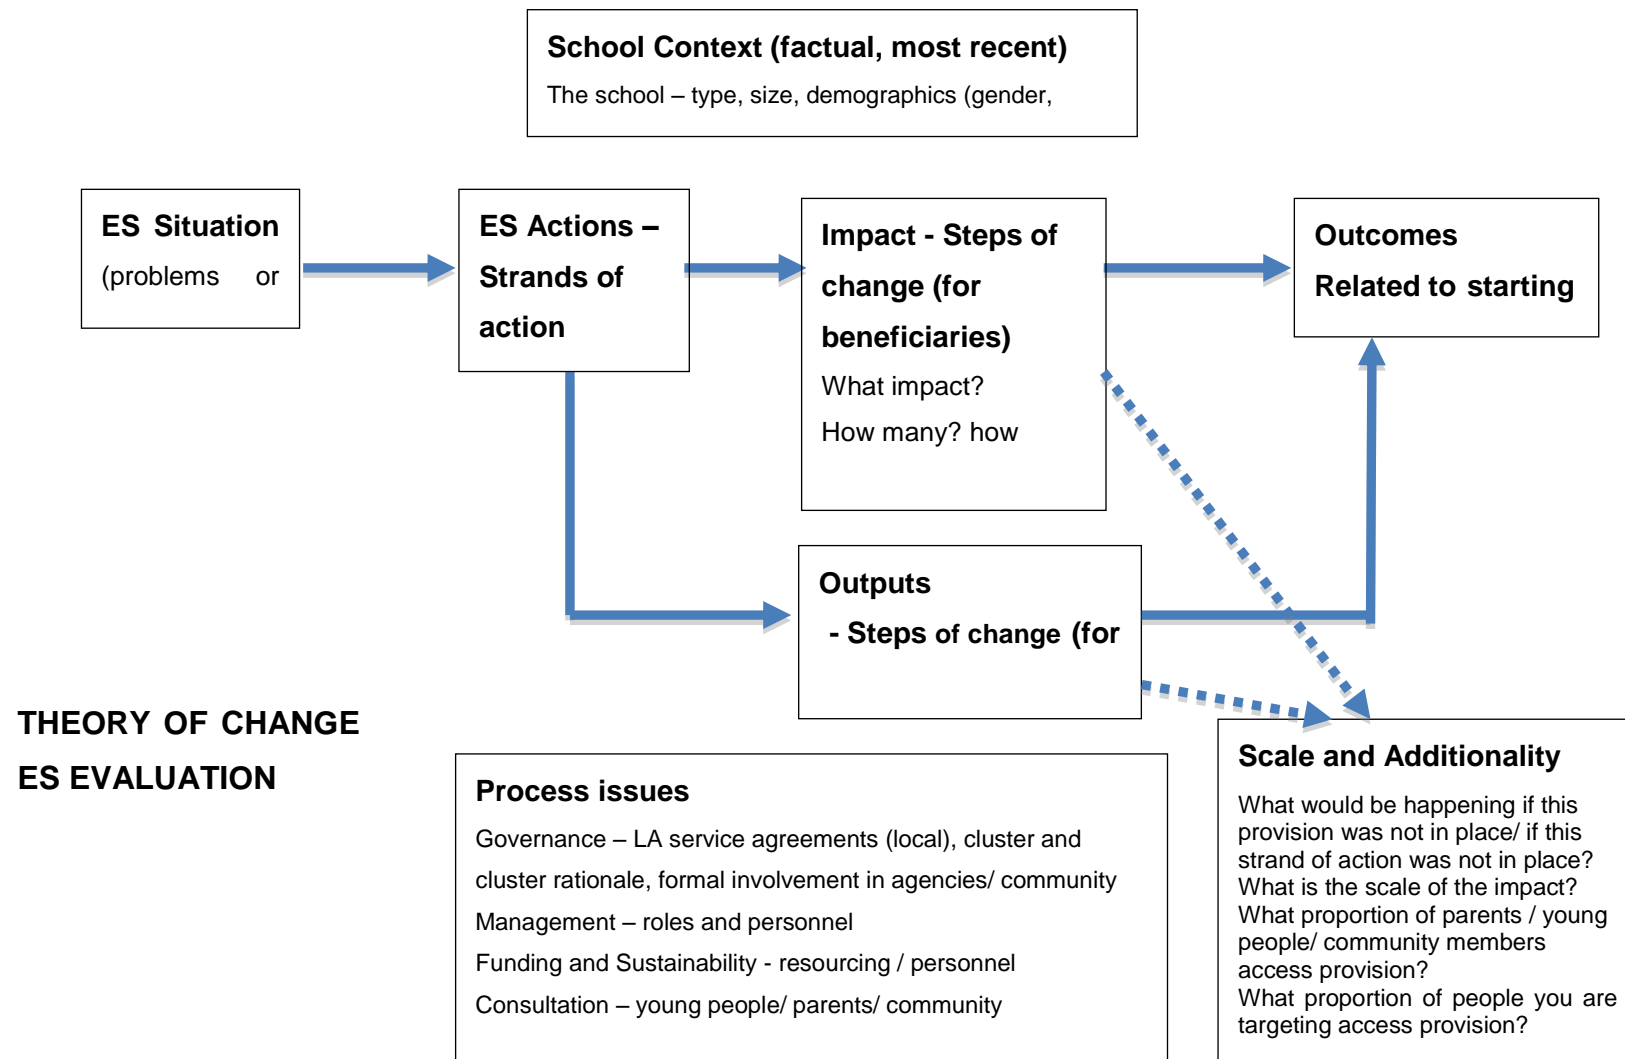 School Context (factual, most recent)
The school – type, size, demographics (gender,
ES Situation
(problems or
ES Actions –
Strands of
action
Impact - Steps of
change (for
beneficiaries)
What impact?
How many? how
Outcomes
Related to starting
Outputs
- Steps of change (for
THEORY OF CHANGE
ES EVALUATION
Process issues
Governance – LA service agreements (local), cluster and
cluster rationale, formal involvement in agencies/ community
Management – roles and personnel
Funding and Sustainability - resourcing / personnel
Consultation – young people/ parents/ community
Scale and Additionality
What would be happening if this
provision was not in place/ if this
strand of action was not in place?
What is the scale of the impact?
What proportion of parents / young
people/ community members
access provision?
What proportion of people you are
targeting access provision?